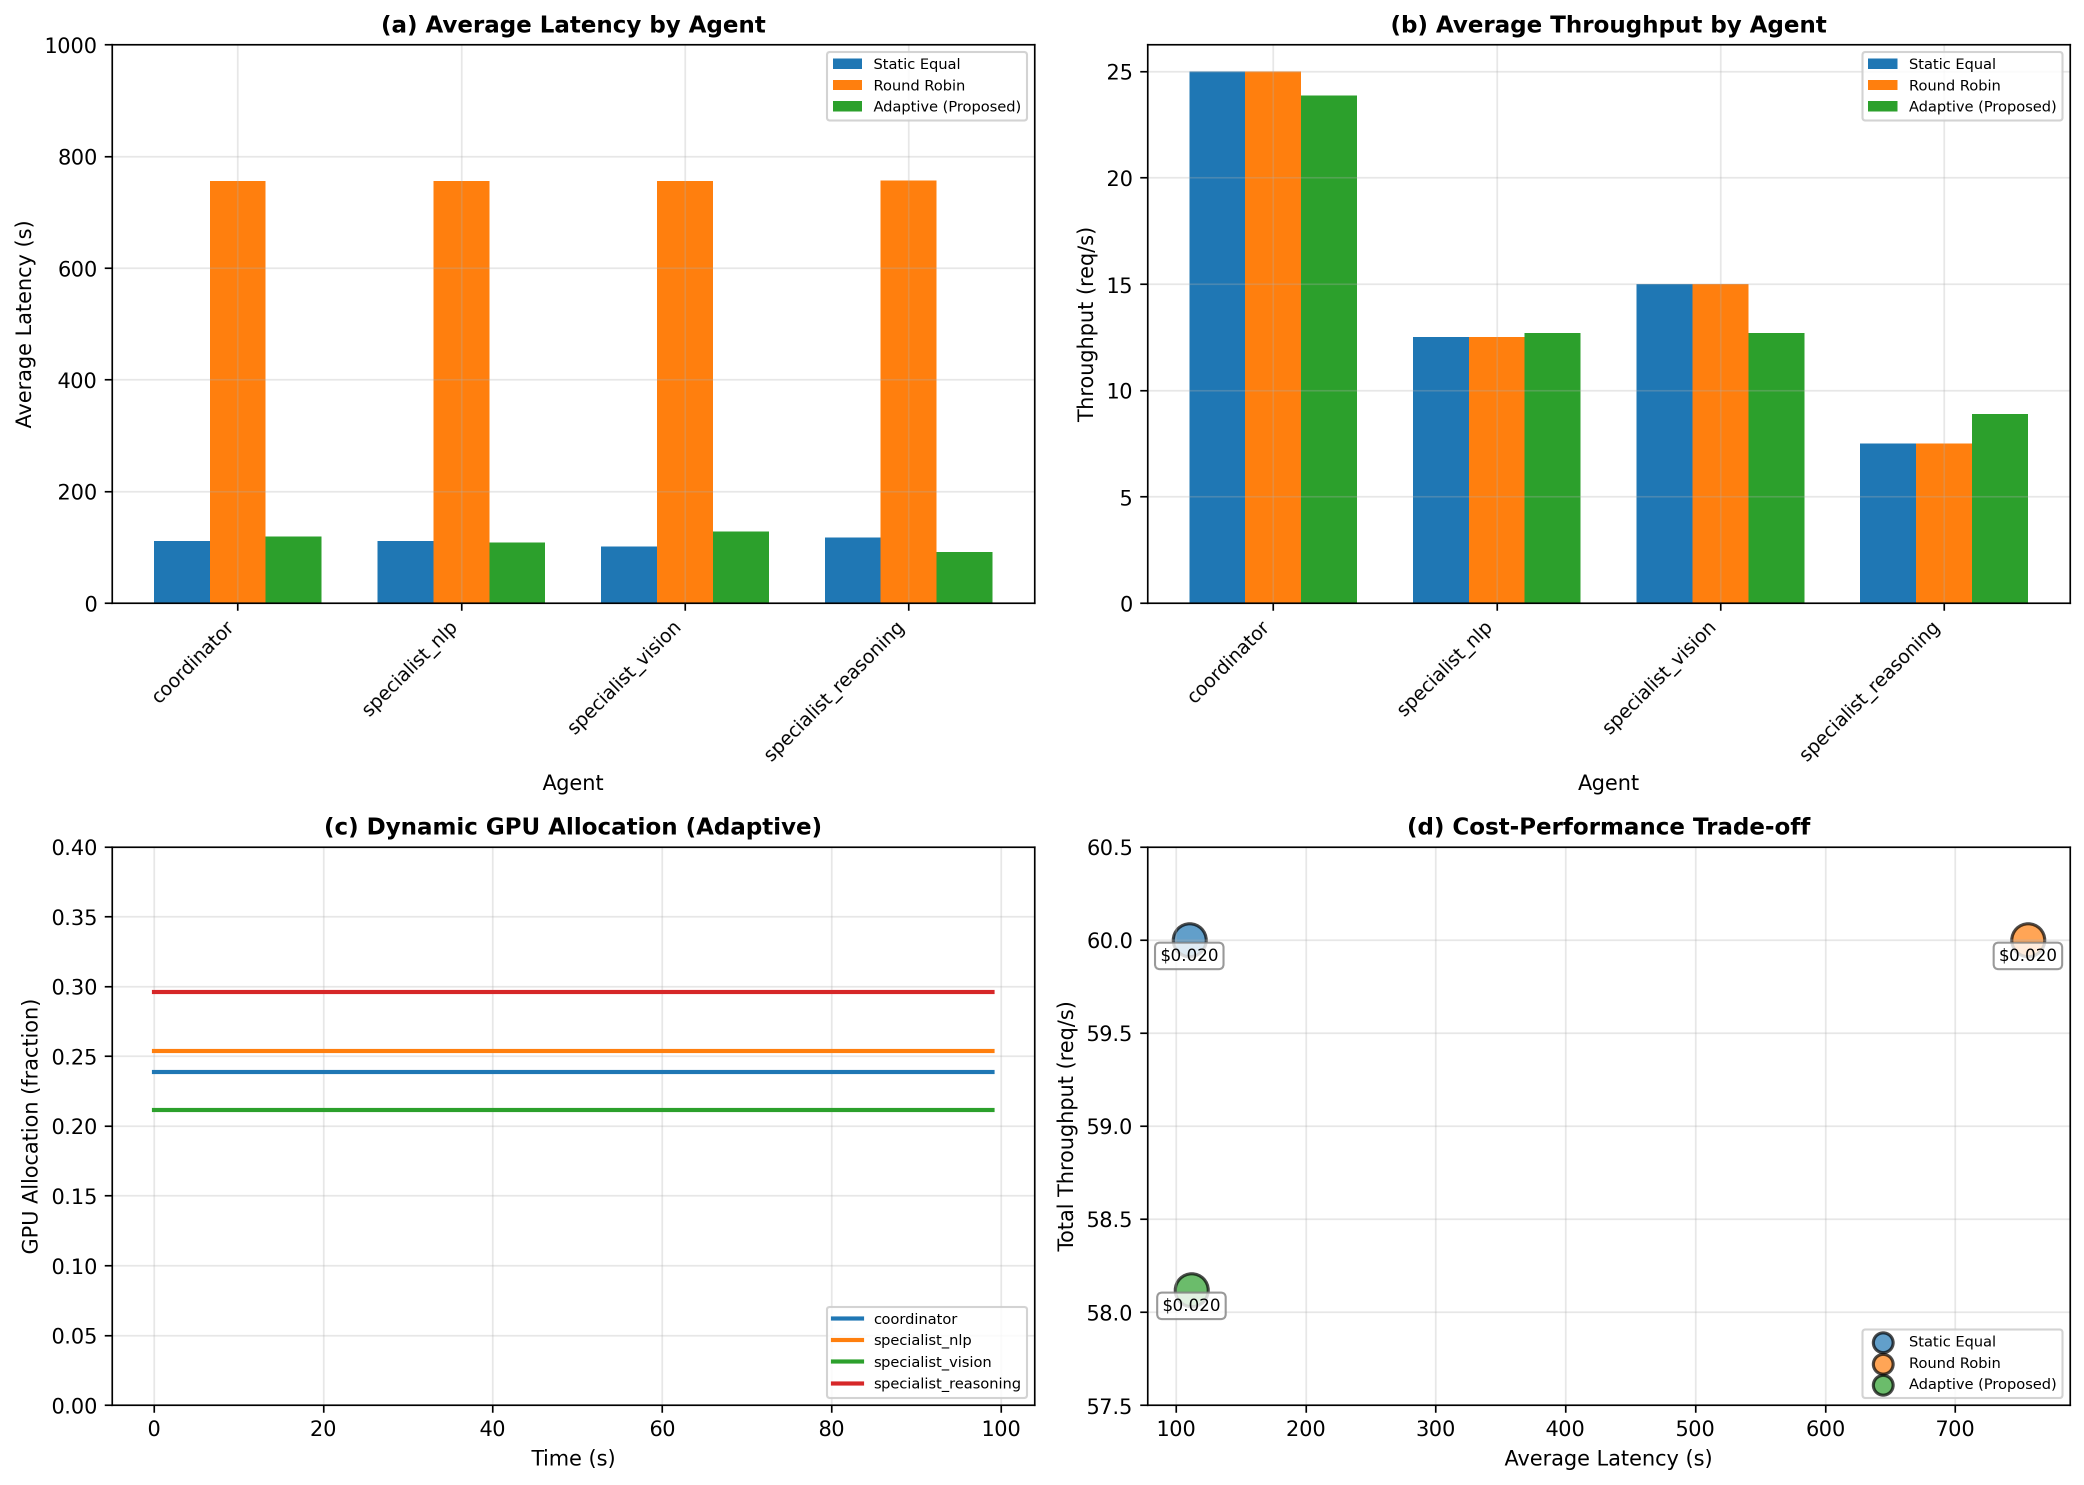 (a) Average Latency by Agent
Average Latency (s)
1000
800
600
400
200
0
Static Equal
Round Robin
Adaptive (Proposed)
coordinator
specialist_nlp
specialist_vision
specialist_reasoning
Agent
(b) Average Throughput by Agent
Throughput (req/s)
25
20
15
10
5
0
Static Equal
Round Robin
Adaptive (Proposed)
coordinator
specialist_nlp
specialist_vision
specialist_reasoning
Agent
(c) Dynamic GPU Allocation (Adaptive)
GPU Allocation (fraction)
0.40
0.35
0.30
0.25
0.20
0.15
0.10
0.05
0.00
coordinator
specialist_nlp
specialist_vision
specialist_reasoning
0 20 40 60 80 100
Time (s)
(d) Cost-Performance Trade-off
Total Throughput (req/s)
60.5
60.0
59.5
59.0
58.5
58.0
57.5
$0.020
$0.020
$0.020
Static Equal
Round Robin
Adaptive (Proposed)
100 200 300 400 500 600 700
Average Latency (s)